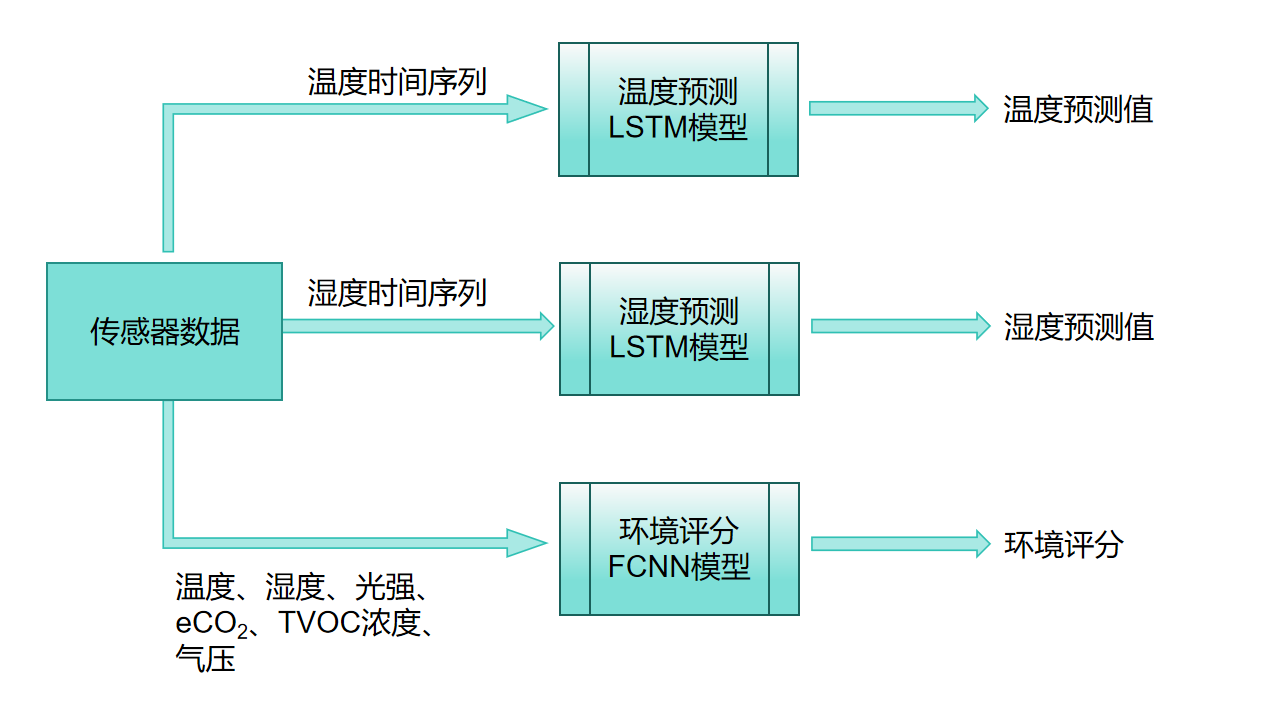 温度时间序列
温度预测
LSTM模型
温度预测值
传感器数据
湿度时间序列
湿度预测
LSTM模型
湿度预测值
环境评分
FCNN模型
环境评分
温度、湿度、光强、
eCO₂、TVOC浓度、
气压